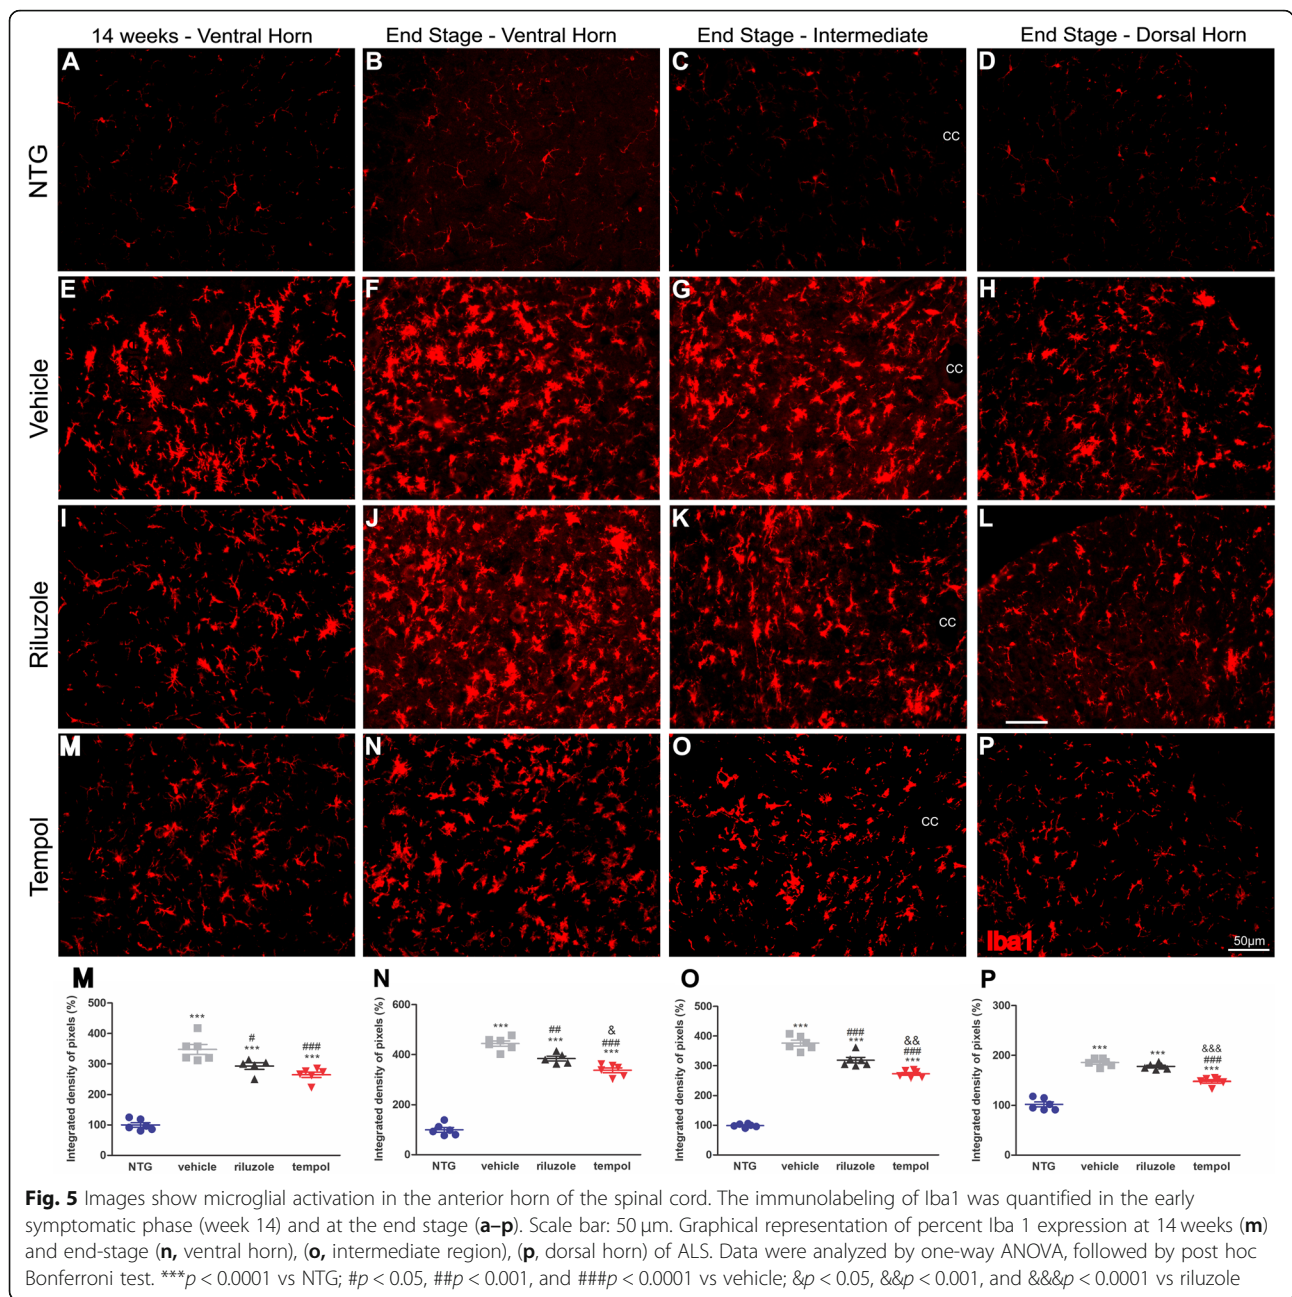 14 weeks - Ventral Horn End Stage - Ventral Horn End Stage - Intermediate End Stage - Dorsal Horn
NTG
A B C D
CC
Vehicle
E F G H
CC
Riluzole
I J K L
CC
Tempol
M N O P
CC
Iba1
50µm
M
Integrated density of pixels (%)
500
400
300
200
100
0
***
#
***
###
***
NTG vehicle riluzole tempol
N
Integrated density of pixels (%)
600
400
200
0
***
##
***
&
###
***
NTG vehicle riluzole tempol
O
Integrated density of pixels (%)
500
400
300
200
100
0
***
###
***
&&
###
***
NTG vehicle riluzole tempol
P
Integrated density of pixels (%)
300
200
100
0
***
***
&&&
###
***
NTG vehicle riluzole tempol
Fig. 5 Images show microglial activation in the anterior horn of the spinal cord. The immunolabeling of Iba1 was quantified in the early
symptomatic phase (week 14) and at the end stage (a–p). Scale bar: 50 µm. Graphical representation of percent Iba 1 expression at 14 weeks (m)
and end-stage (n, ventral horn), (o, intermediate region), (p, dorsal horn) of ALS. Data were analyzed by one-way ANOVA, followed by post hoc
Bonferroni test. ***p < 0.0001 vs NTG; #p < 0.05, ##p < 0.001, and ###p < 0.0001 vs vehicle; &p < 0.05, &&p < 0.001, and &&&p < 0.0001 vs riluzole